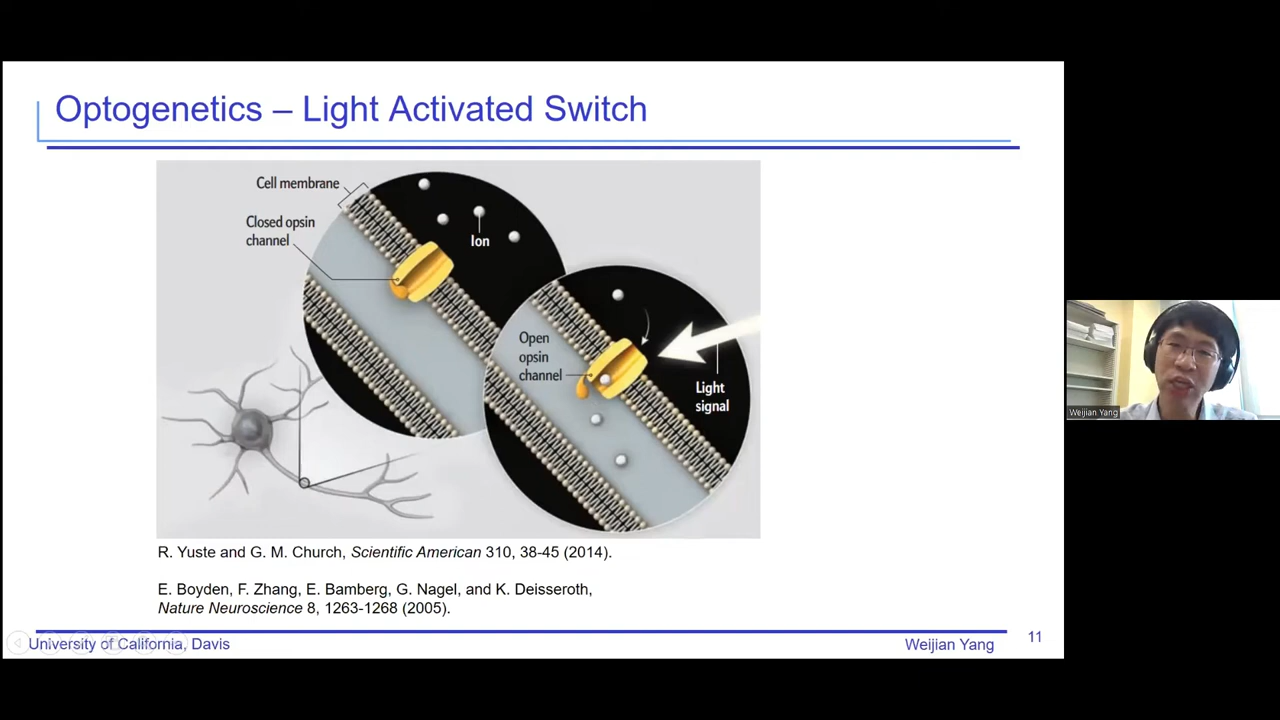 Optogenetics – Light Activated Switch
Cell membrane
Closed opsin
channel
Ion
Open
opsin
channel
Light
signal
R. Yuste and G. M. Church, Scientific American 310, 38-45 (2014).
E. Boyden, F. Zhang, E. Bamberg, G. Nagel, and K. Deisseroth,
Nature Neuroscience 8, 1263-1268 (2005).
University of California, Davis
Weijian Yang
11
Weijian Yang